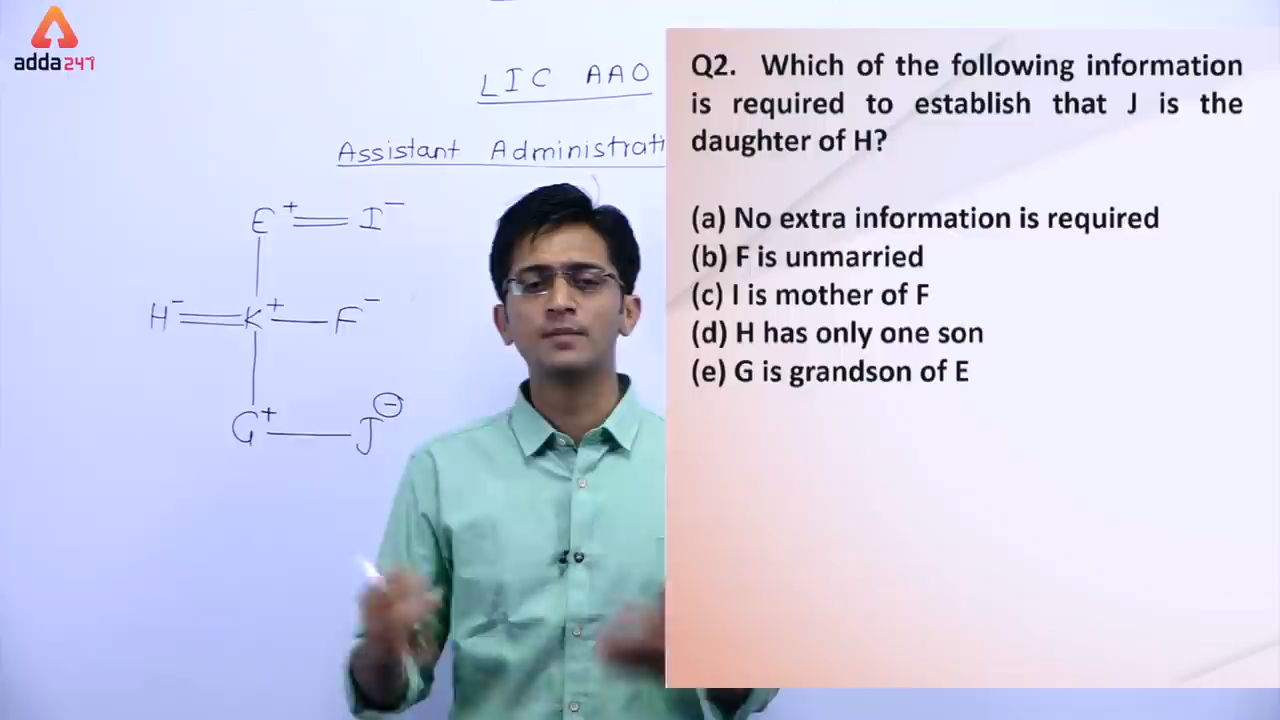 adda247
LIC AAO
Assistant Administrati
E+ = I-
H- = K+ — F-
G+ — J-
Q2. Which of the following information
is required to establish that J is the
daughter of H?
(a) No extra information is required
(b) F is unmarried
(c) I is mother of F
(d) H has only one son
(e) G is grandson of E